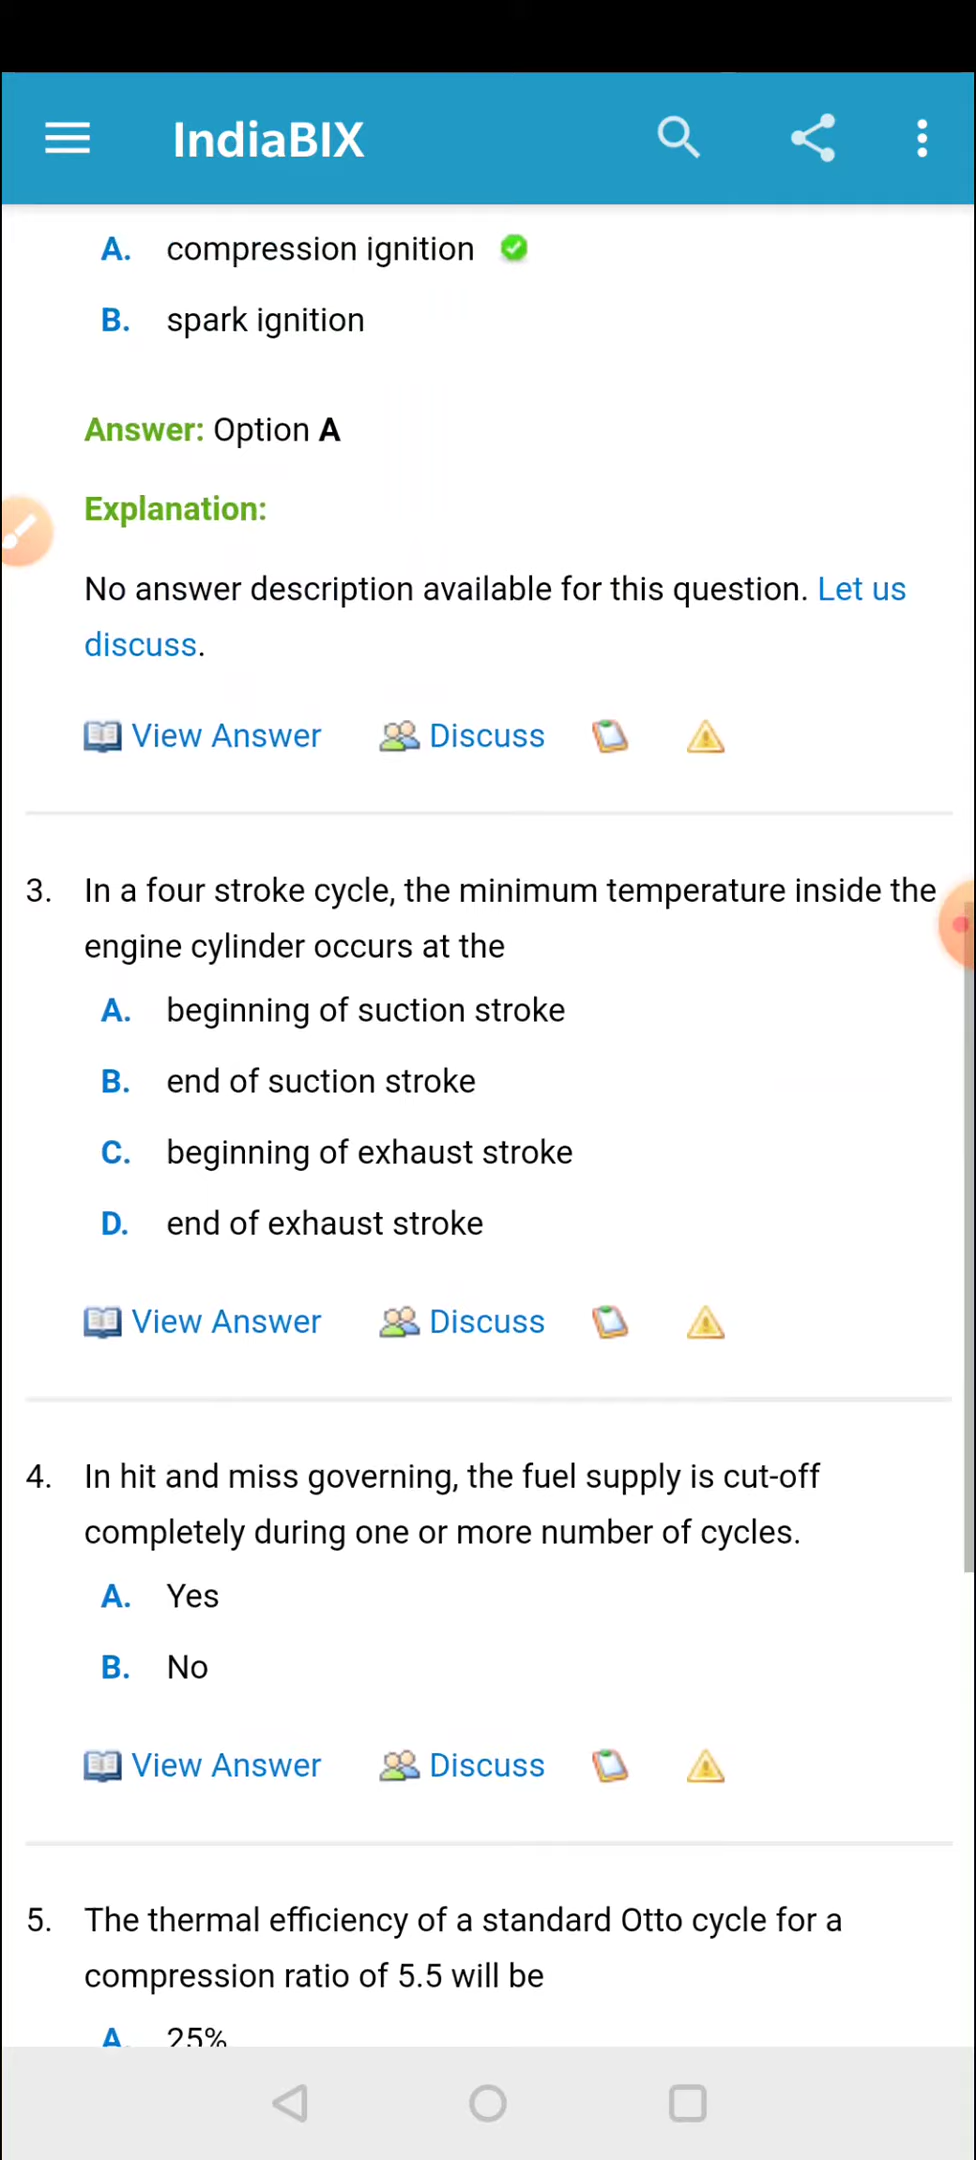 IndiaBIX
A. compression ignition
B. spark ignition
Answer: Option A
Explanation:
No answer description available for this question. Let us
discuss.
View Answer Discuss
3. In a four stroke cycle, the minimum temperature inside the
engine cylinder occurs at the
A. beginning of suction stroke
B. end of suction stroke
C. beginning of exhaust stroke
D. end of exhaust stroke
View Answer Discuss
4. In hit and miss governing, the fuel supply is cut-off
completely during one or more number of cycles.
A. Yes
B. No
View Answer Discuss
5. The thermal efficiency of a standard Otto cycle for a
compression ratio of 5.5 will be
A. 25%